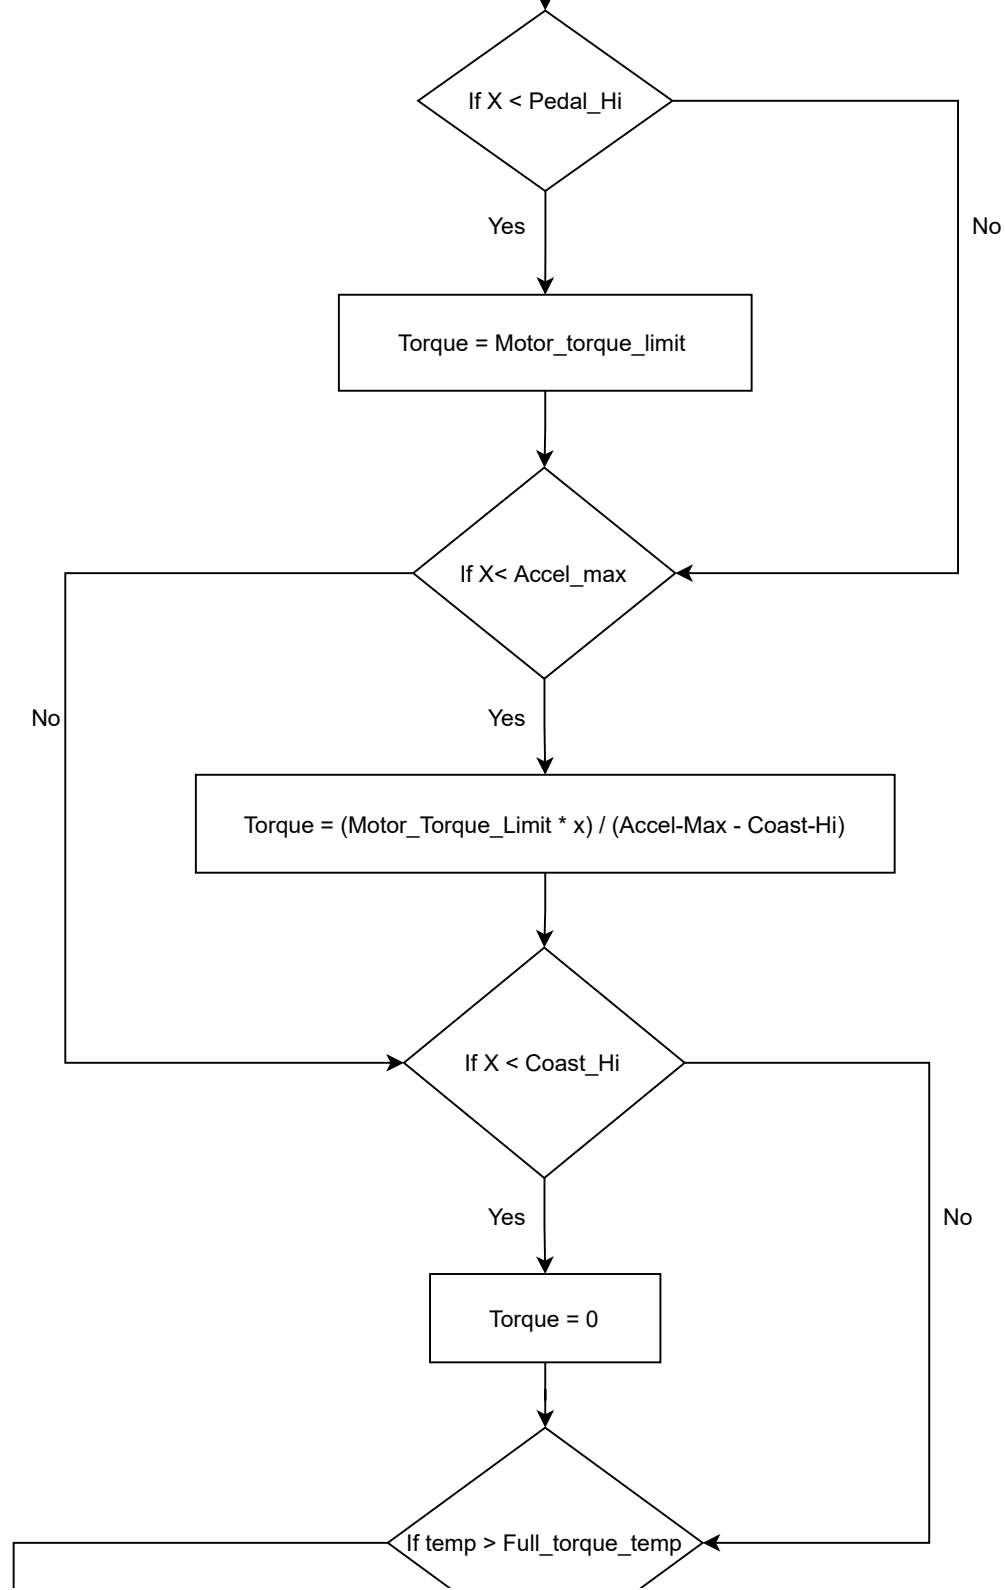 If X < Pedal_Hi
Yes
No
Torque = Motor_torque_limit
If X< Accel_max
No
Yes
Torque = (Motor_Torque_Limit * x) / (Accel-Max - Coast-Hi)
If X < Coast_Hi
Yes
No
Torque = 0
If temp > Full_torque_temp